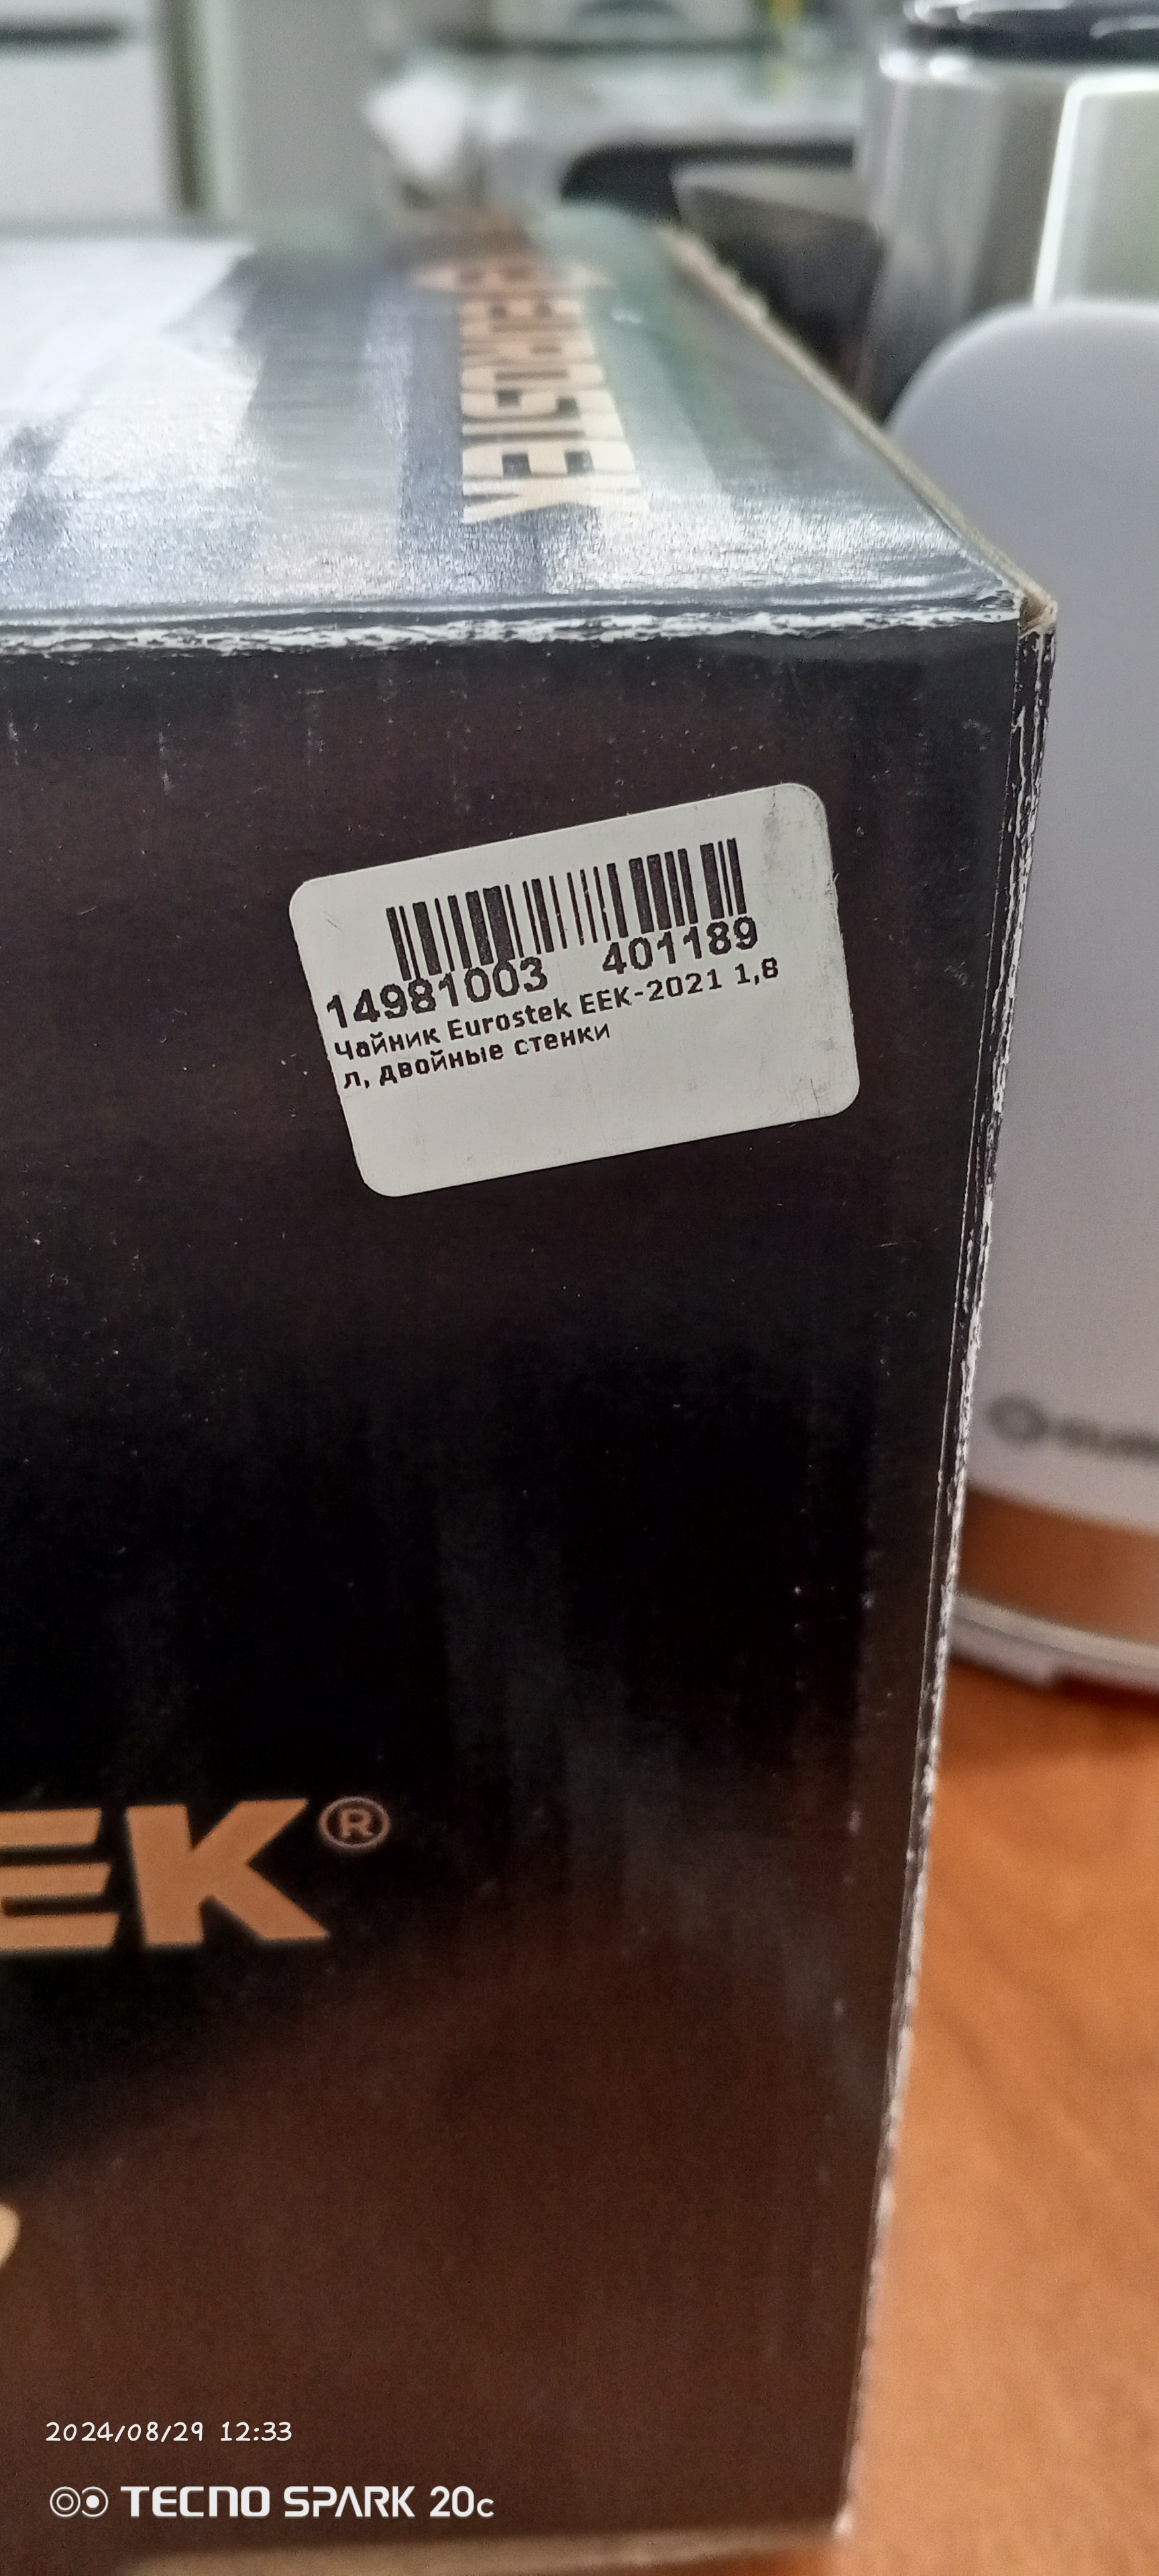 14981003 401189
Чайник Eurostek EEK-2021 1,8
л, двойные стенки
EK®
2024/08/29 12:33
TECNO SPARK 20c